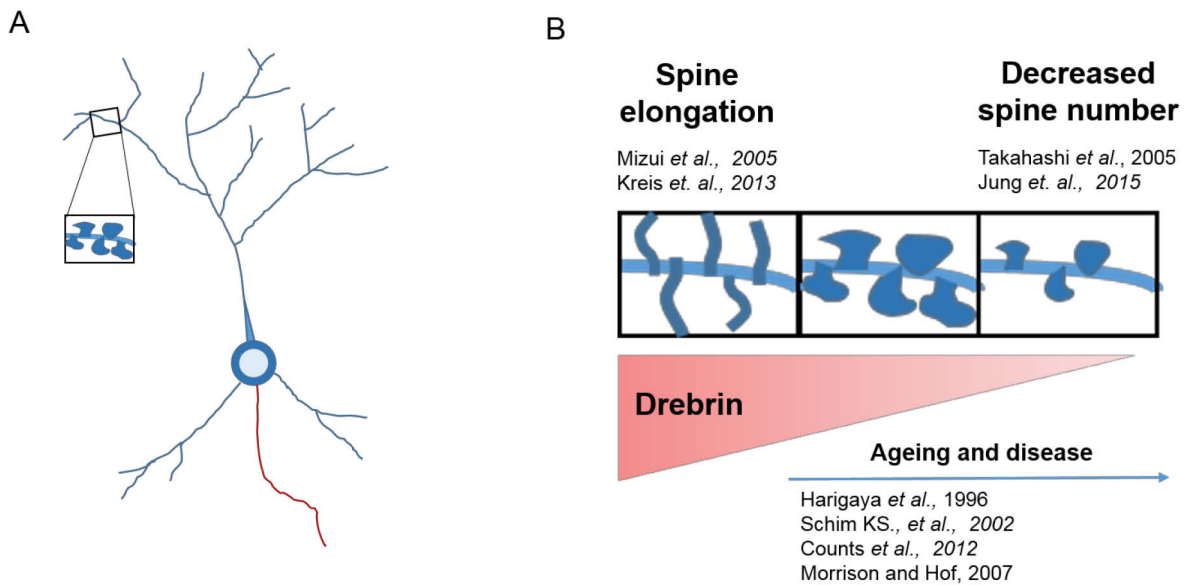 A
B
Spine
elongation
Mizui et al., 2005
Kreis et. al., 2013
Decreased
spine number
Takahashi et al., 2005
Jung et. al., 2015
Drebrin
Ageing and disease
Harigaya et al., 1996
Schim KS., et al., 2002
Counts et al., 2012
Morrison and Hof, 2007